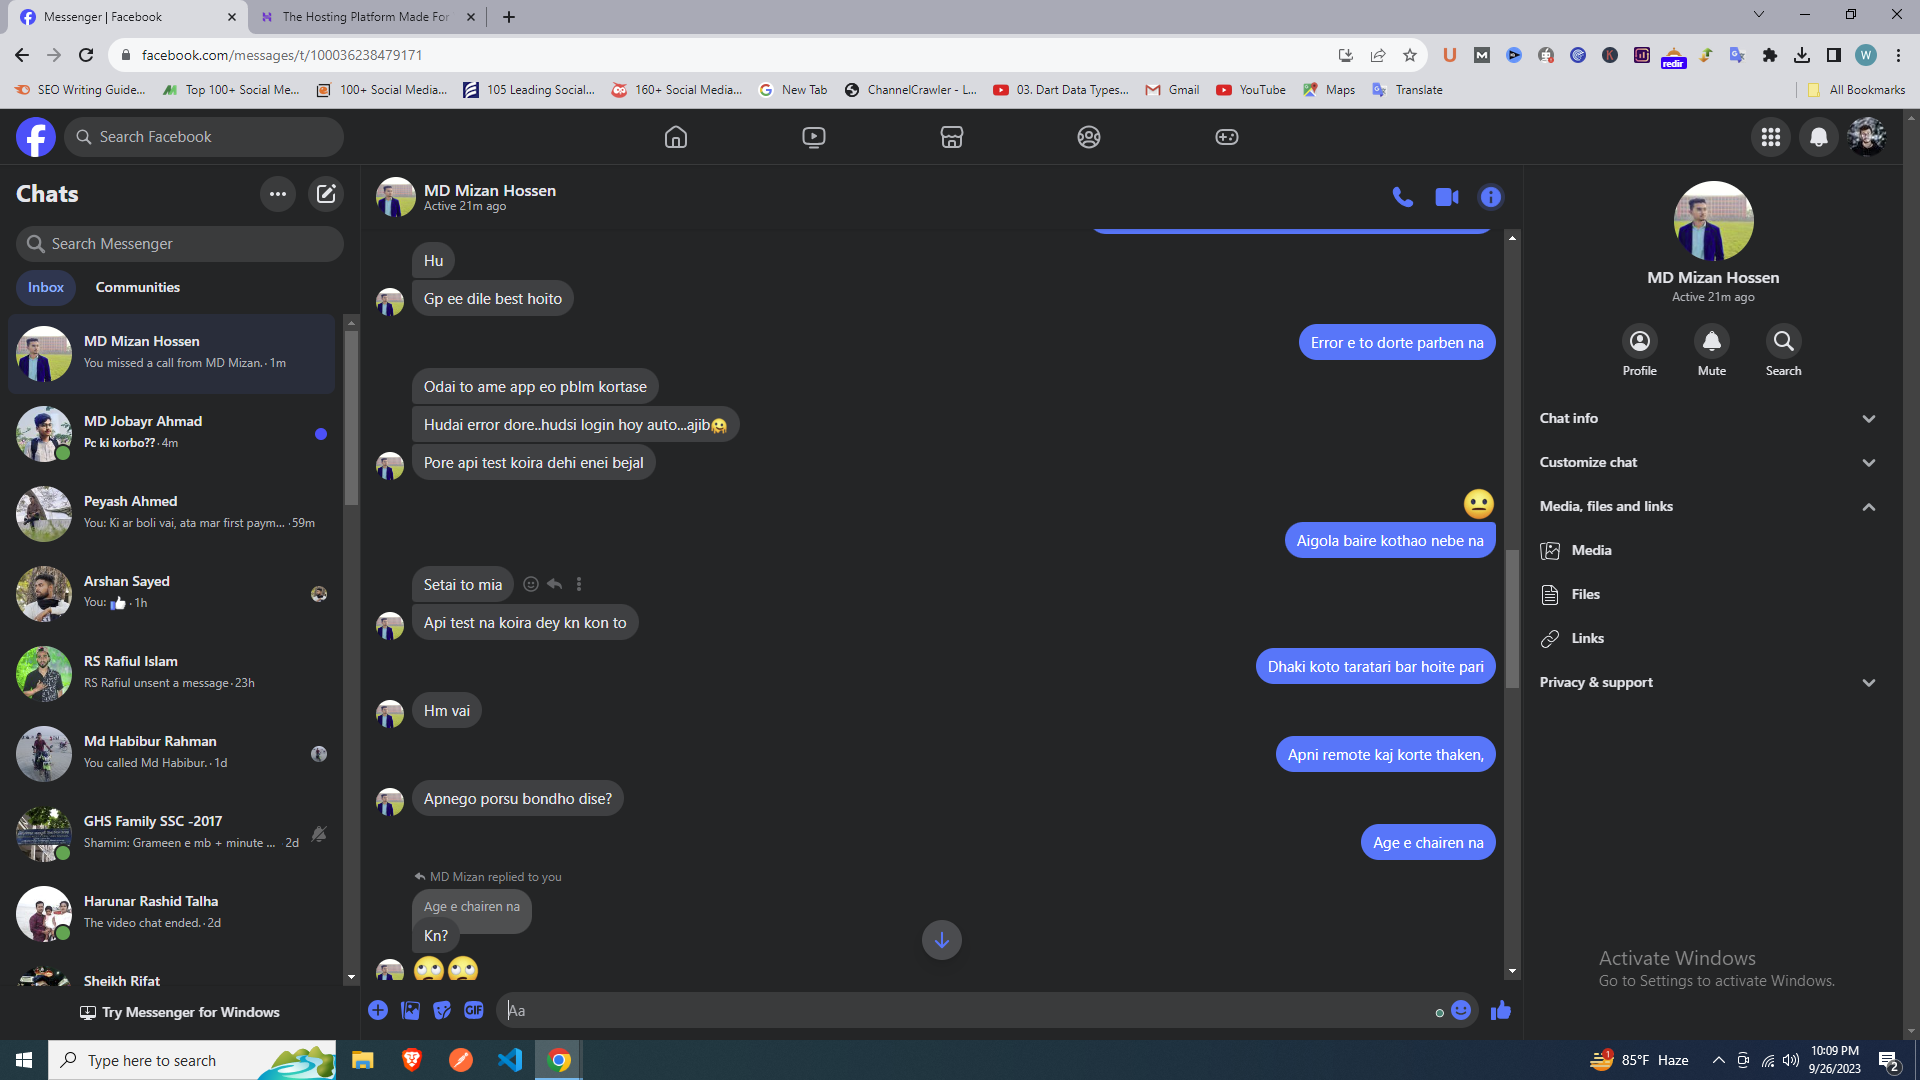 Messenger | Facebook
The Hosting Platform Made For
facebook.com/messages/t/100036238479171
redir
W
SEO Writing Guide...
Top 100+ Social Me...
100+ Social Media...
105 Leading Social...
160+ Social Media...
New Tab
ChannelCrawler - L...
03. Dart Data Types...
Gmail
YouTube
Maps
Translate
All Bookmarks
Search Facebook
Chats
Search Messenger
Inbox
Communities
MD Mizan Hossen
You missed a call from MD Mizan. · 1m
MD Jobayr Ahmad
Pc ki korbo?? · 4m
Peyash Ahmed
You: Ki ar boli vai, ata mar first paym... · 59m
Arshan Sayed
You: 👍 · 1h
RS Rafiul Islam
RS Rafiul unsent a message · 23h
Md Habibur Rahman
You called Md Habibur. · 1d
GHS Family SSC -2017
Shamim: Grameen e mb + minute ... · 2d
Harunar Rashid Talha
The video chat ended. · 2d
Sheikh Rifat
Try Messenger for Windows
MD Mizan Hossen
Active 21m ago
Hu
Gp ee dile best hoito
Error e to dorte parben na
Odai to ame app eo pblm kortase
Hudai error dore..hudsi login hoy auto...ajib🫠
Pore api test koira dehi enei bejal
😐
Aigola baire kothao nebe na
Setai to mia
Api test na koira dey kn kon to
Dhaki koto taratari bar hoite pari
Hm vai
Apni remote kaj korte thaken,
Apnego porsu bondho dise?
Age e chairen na
MD Mizan replied to you
Age e chairen na
Kn?
🙄🙄
GIF
Aa
MD Mizan Hossen
Active 21m ago
Profile
Mute
Search
Chat info
Customize chat
Media, files and links
Media
Files
Links
Privacy & support
Activate Windows
Go to Settings to activate Windows.
Type here to search
1
85°F Haze
10:09 PM
9/26/2023
2